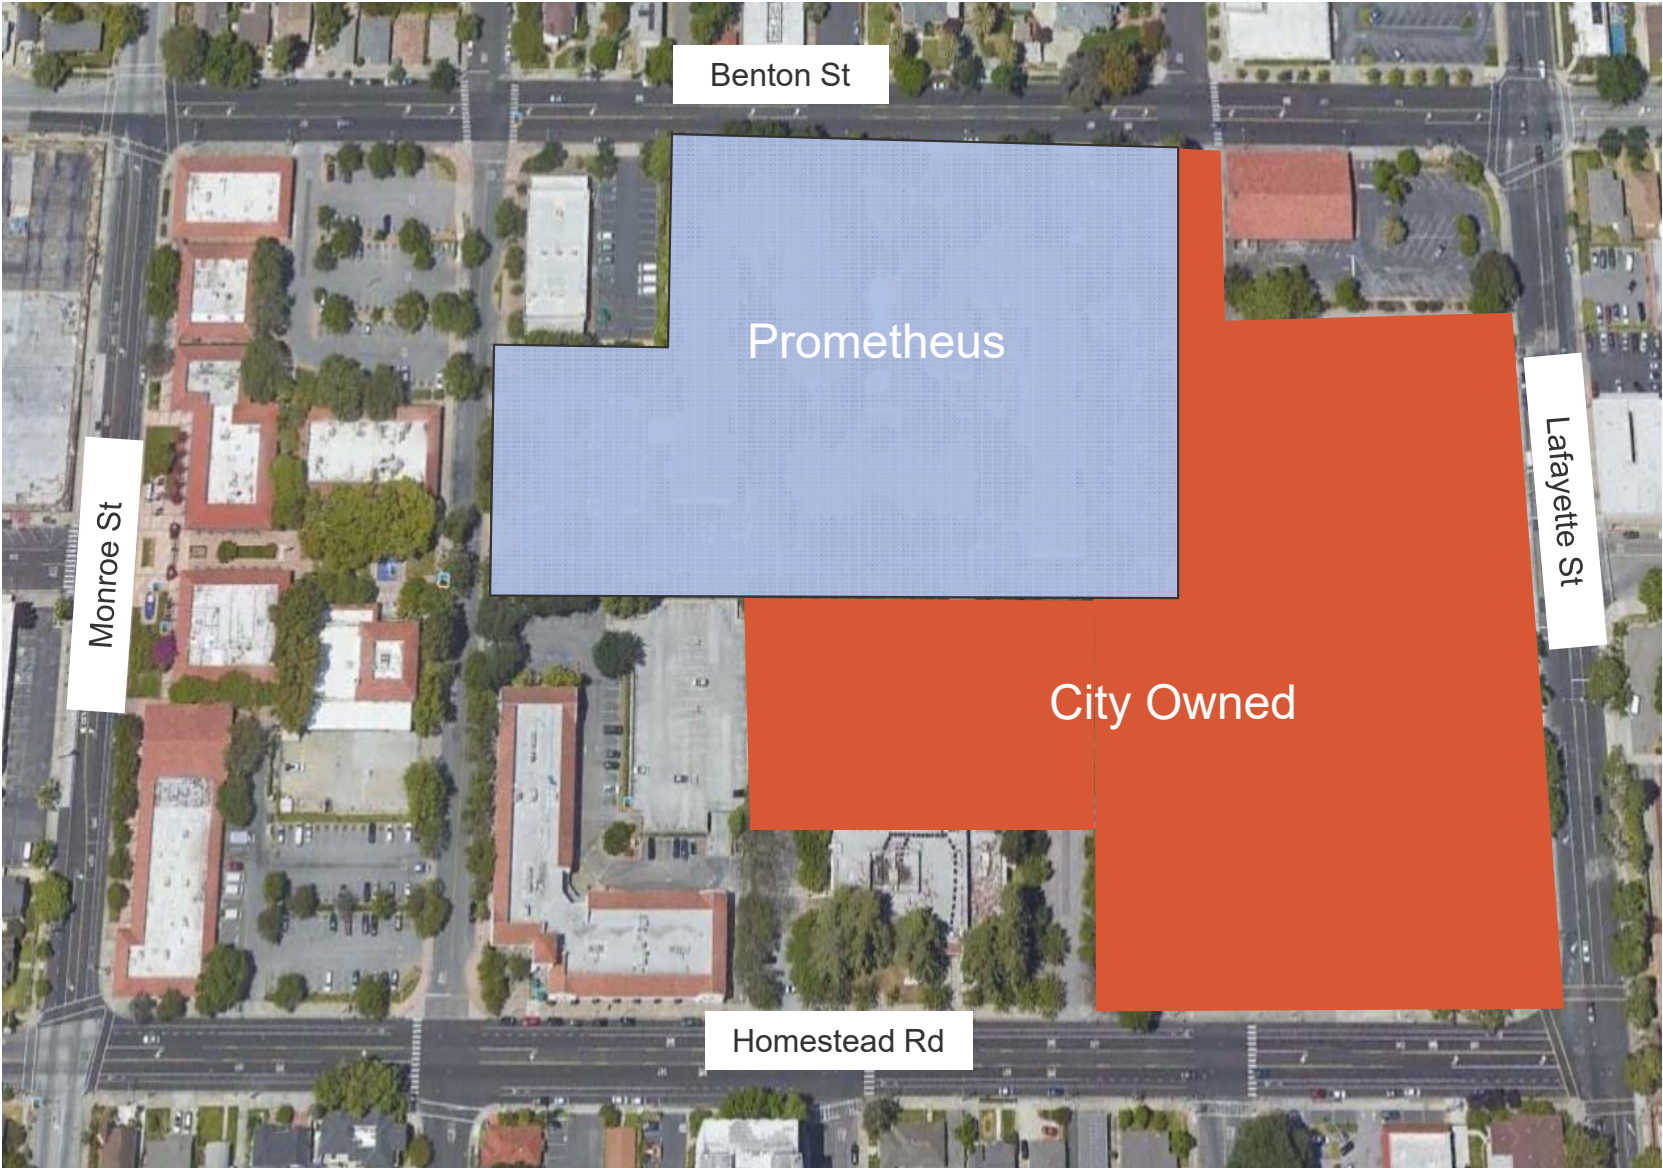 Benton St
Prometheus
Lafayette St
Monroe St
City Owned
Homestead Rd